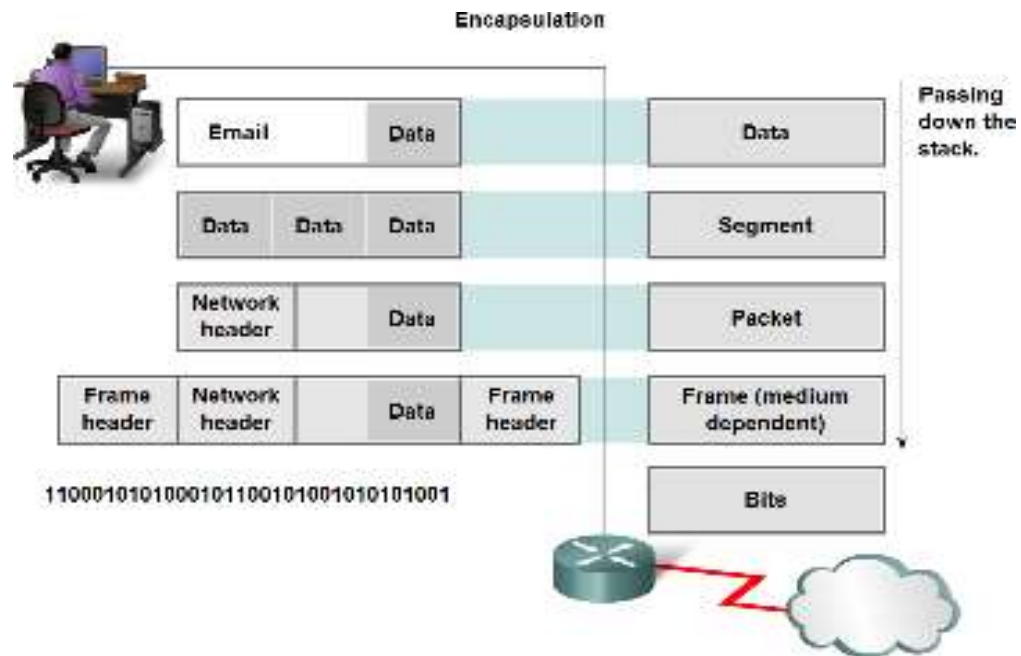 Encapsulation
Email Data Data
Passing
down the
stack.
Data Data Data Segment
Network
header Data Packet
Frame
header Network
header Data Frame
header Frame (medium
dependent)
1100010101000101100101001010101001
Bits